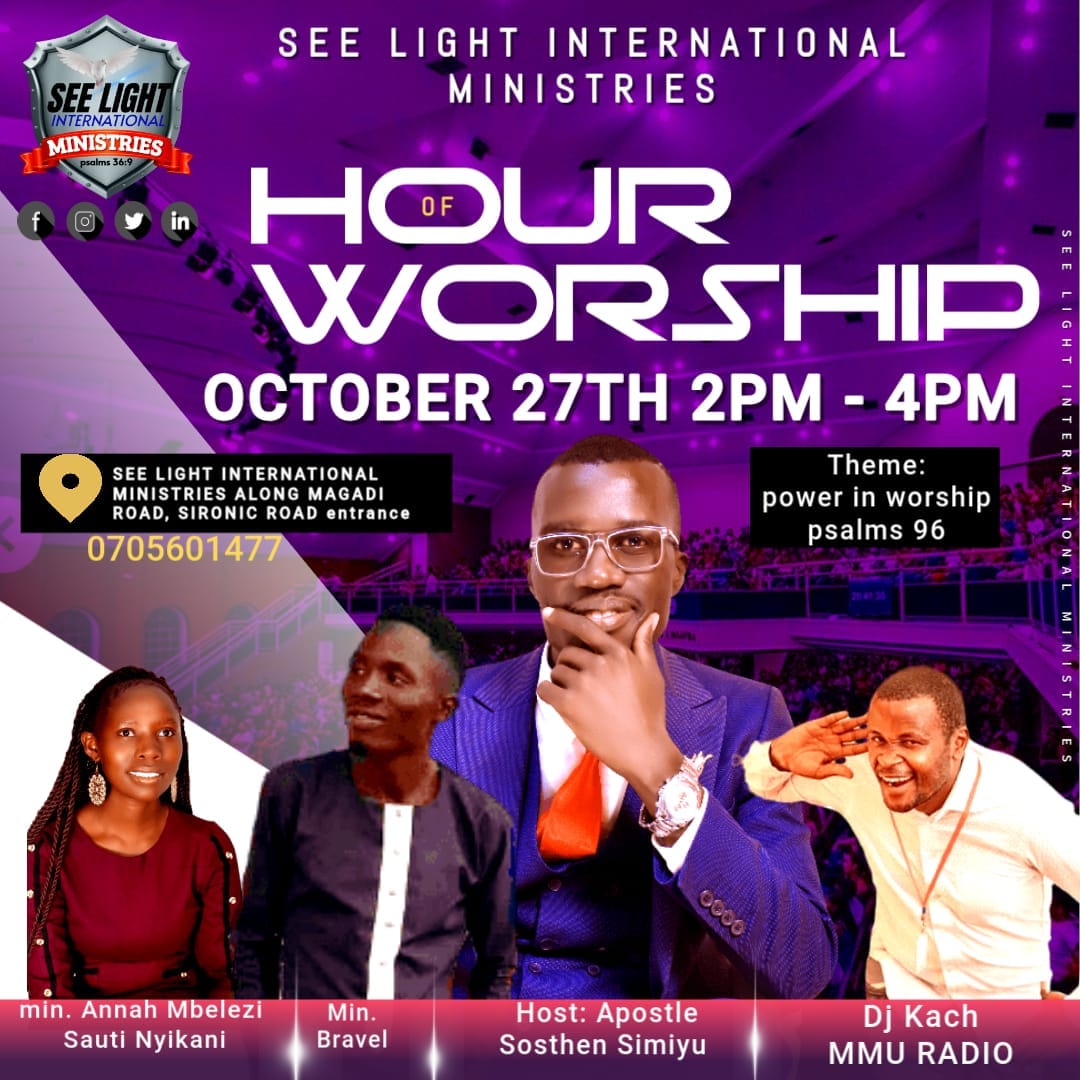 SEE LIGHT
INTERNATIONAL
MINISTRIES
psalms 36:9
SEE LIGHT INTERNATIONAL
MINISTRIES
f
in
HOUR
OF
WORSHIP
OCTOBER 27TH 2PM - 4PM
SEE LIGHT INTERNATIONAL
MINISTRIES ALONG MAGADI
ROAD, SIRONIC ROAD entrance
0705601477
Theme:
power in worship
psalms 96
SEE LIGHT INTERNATIONAL MINISTRIES
min. Annah Mbelezi
Sauti Nyikani
Min.
Bravel
Host: Apostle
Sosthen Simiyu
Dj Kach
MMU RADIO